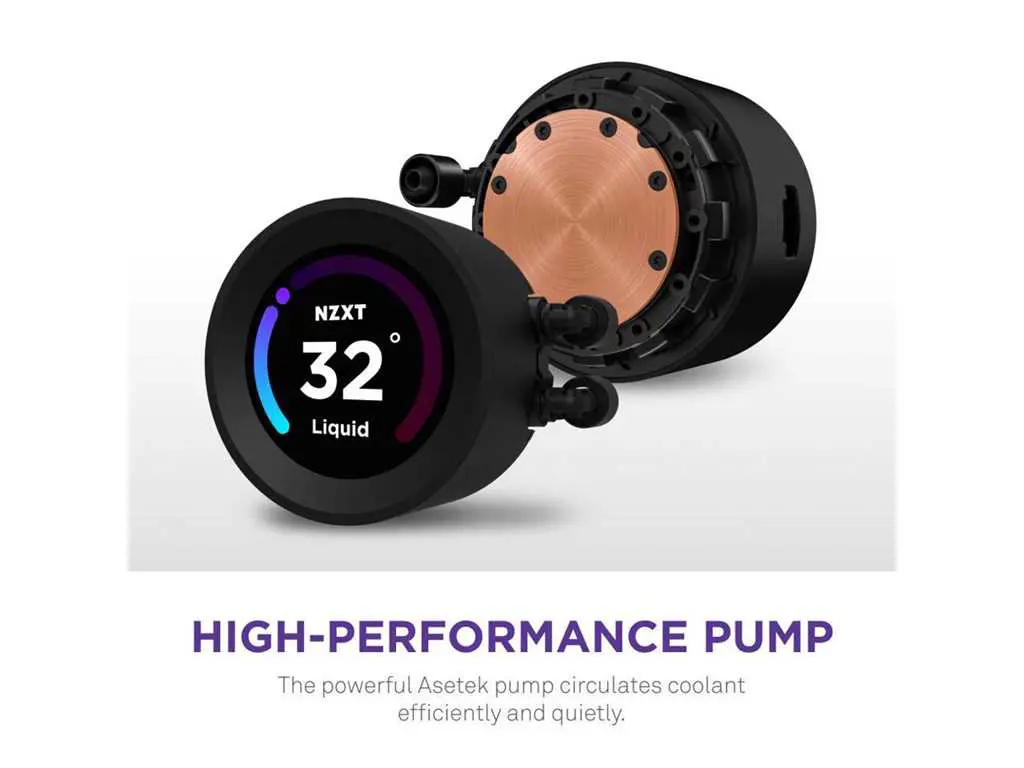 NZXT
32°
Liquid
HIGH-PERFORMANCE PUMP
The powerful Asetek pump circulates coolant
efficiently and quietly.